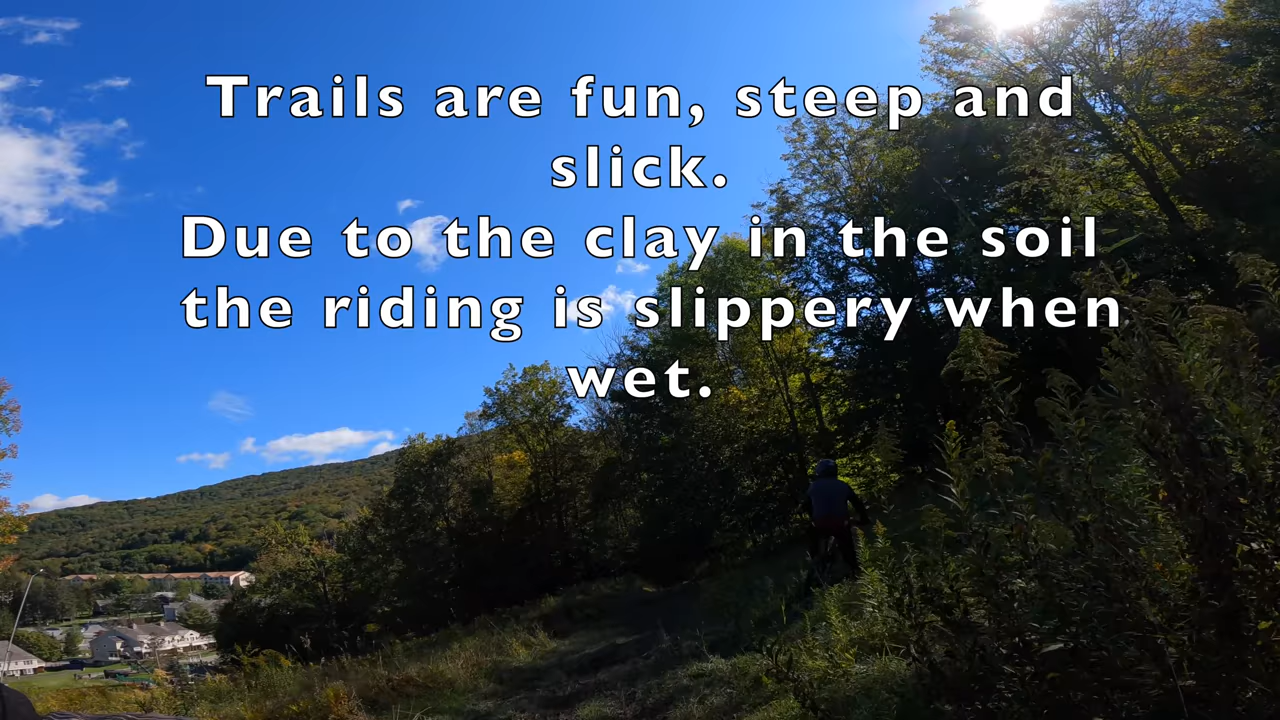 Trails are fun, steep and
slick.
Due to the clay in the soil
the riding is slippery when
wet.